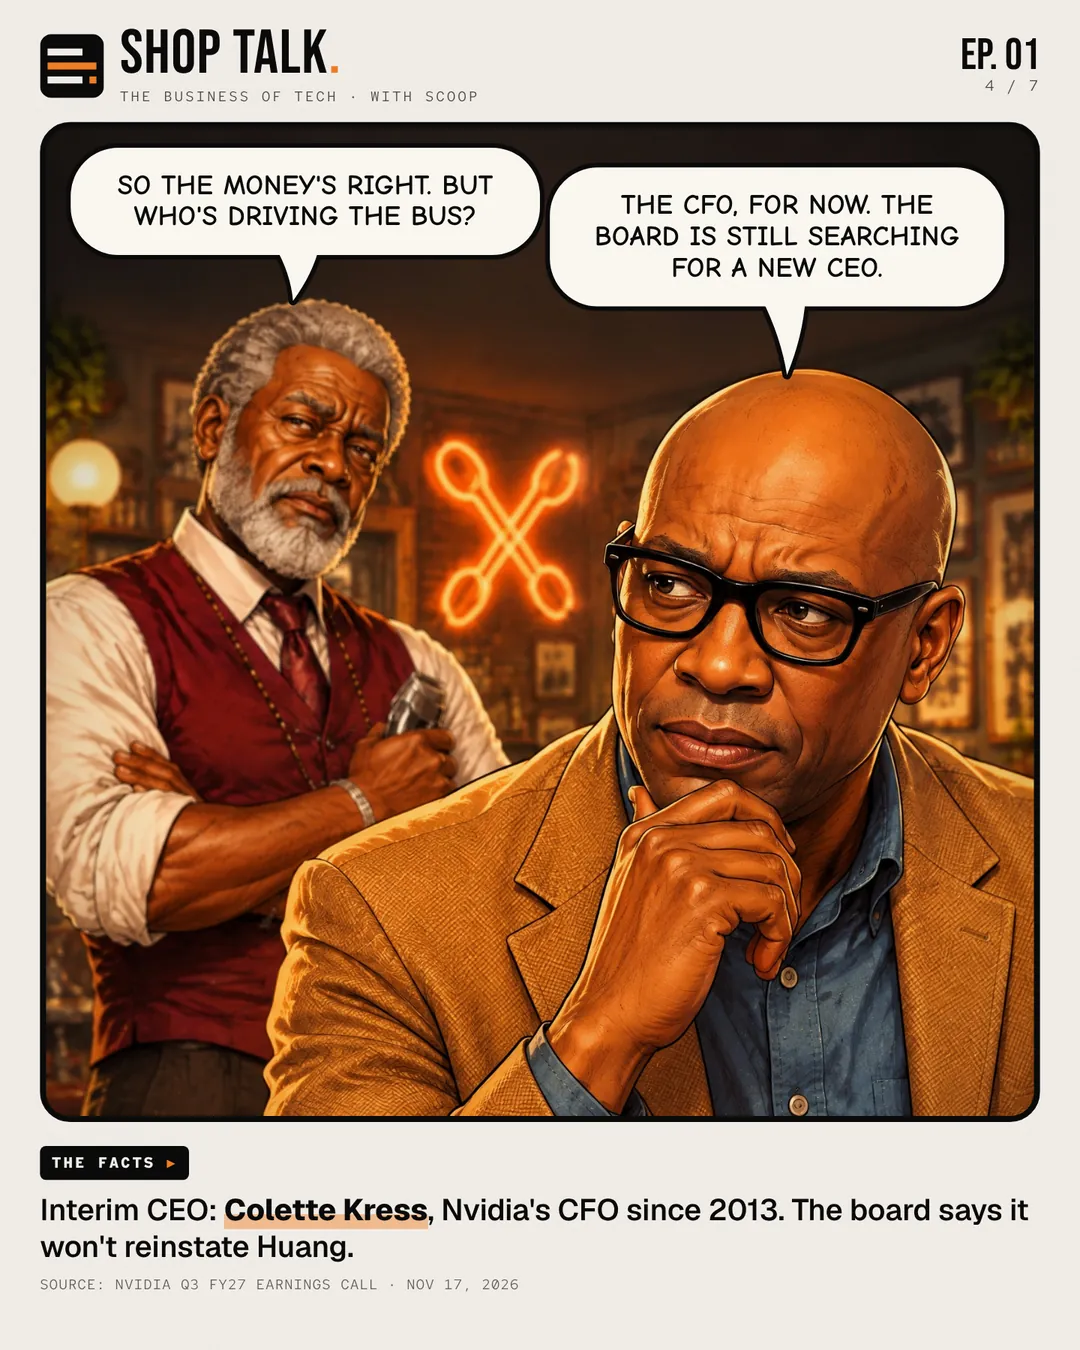 SHOP TALK.
THE BUSINESS OF TECH · WITH SCOOP
EP. 01
4 / 7
SO THE MONEY'S RIGHT. BUT
WHO'S DRIVING THE BUS?
THE CFO, FOR NOW. THE
BOARD IS STILL SEARCHING
FOR A NEW CEO.
THE FACTS ▸
Interim CEO: Colette Kress, Nvidia's CFO since 2013. The board says it
won't reinstate Huang.
SOURCE: NVIDIA Q3 FY27 EARNINGS CALL · NOV 17, 2026